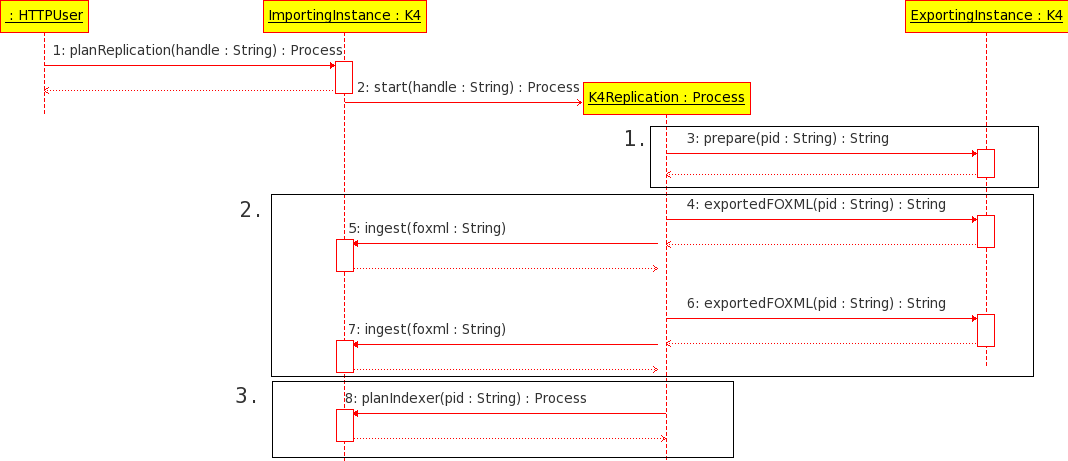 : HTTPUser
ImportingInstance : K4
ExportingInstance : K4
1: planReplication(handle : String) : Process
2: start(handle : String) : Process
K4Replication : Process
1.
3: prepare(pid : String) : String
2.
4: exportedFOXML(pid : String) : String
5: ingest(foxml : String)
6: exportedFOXML(pid : String) : String
7: ingest(foxml : String)
3.
8: planIndexer(pid : String) : Process